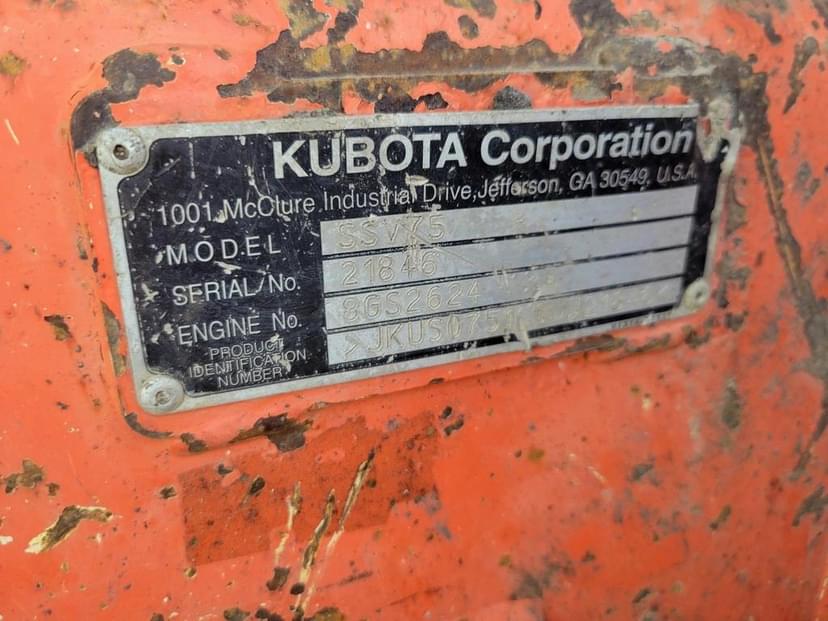 KUBOTA Corporation
1001 McClure Industrial Drive, Jefferson, GA 30549, U.S.A.
MODEL SSV75
SERIAL/No. 21846
ENGINE No. 8GS2624
PRODUCT
IDENTIFICATION
NUMBER